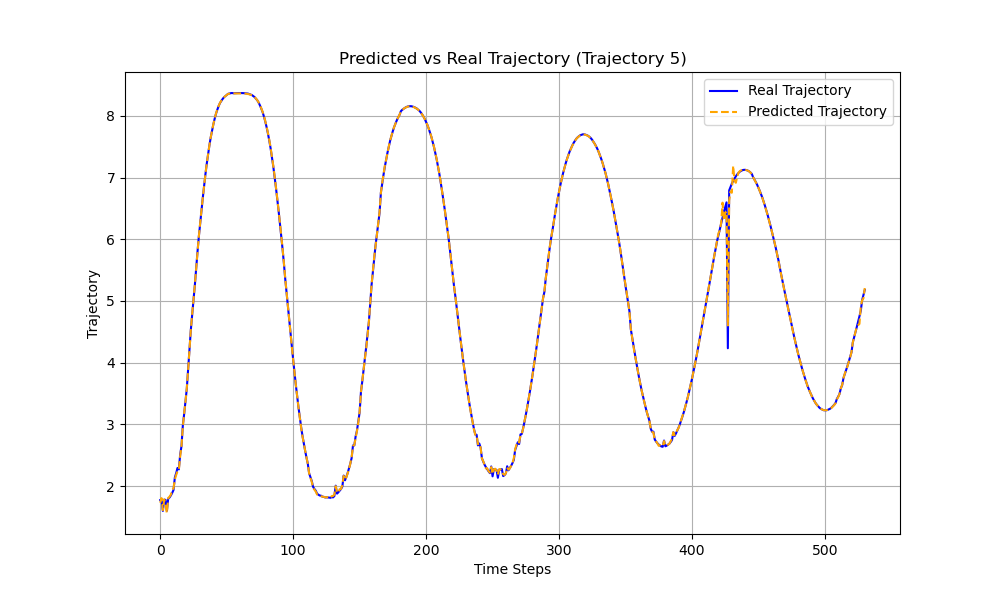 Predicted vs Real Trajectory (Trajectory 5)
Real Trajectory
Predicted Trajectory
Trajectory
8
7
6
5
4
3
2
0 100 200 300 400 500
Time Steps